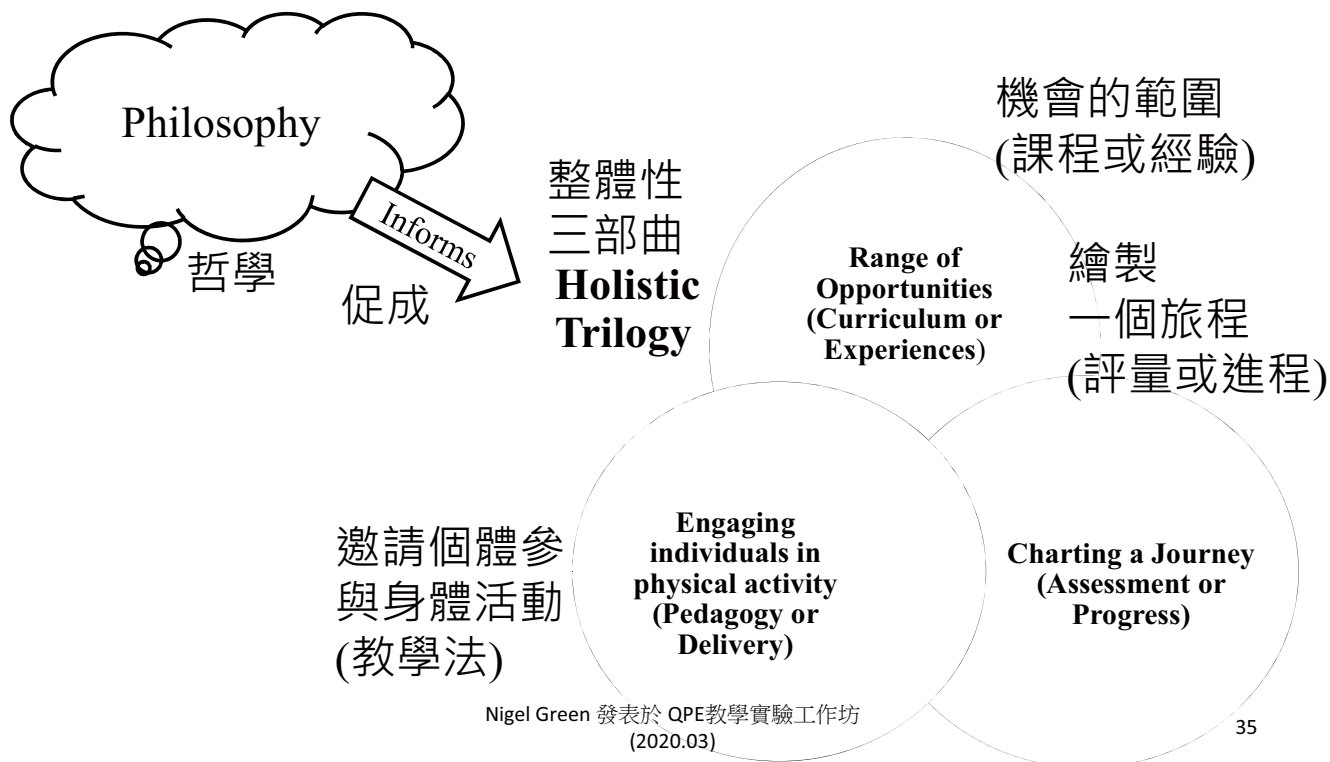 Philosophy
哲學
Informs
促成
整體性
三部曲
Holistic
Trilogy
機會的範圍
(課程或經驗)
Range of
Opportunities
(Curriculum or
Experiences)
繪製
一個旅程
(評量或進程)
邀請個體參
與身體活動
(教學法)
Engaging
individuals in
physical activity
(Pedagogy or
Delivery)
Charting a Journey
(Assessment or
Progress)
Nigel Green 發表於 QPE教學實驗工作坊
(2020.03)
35